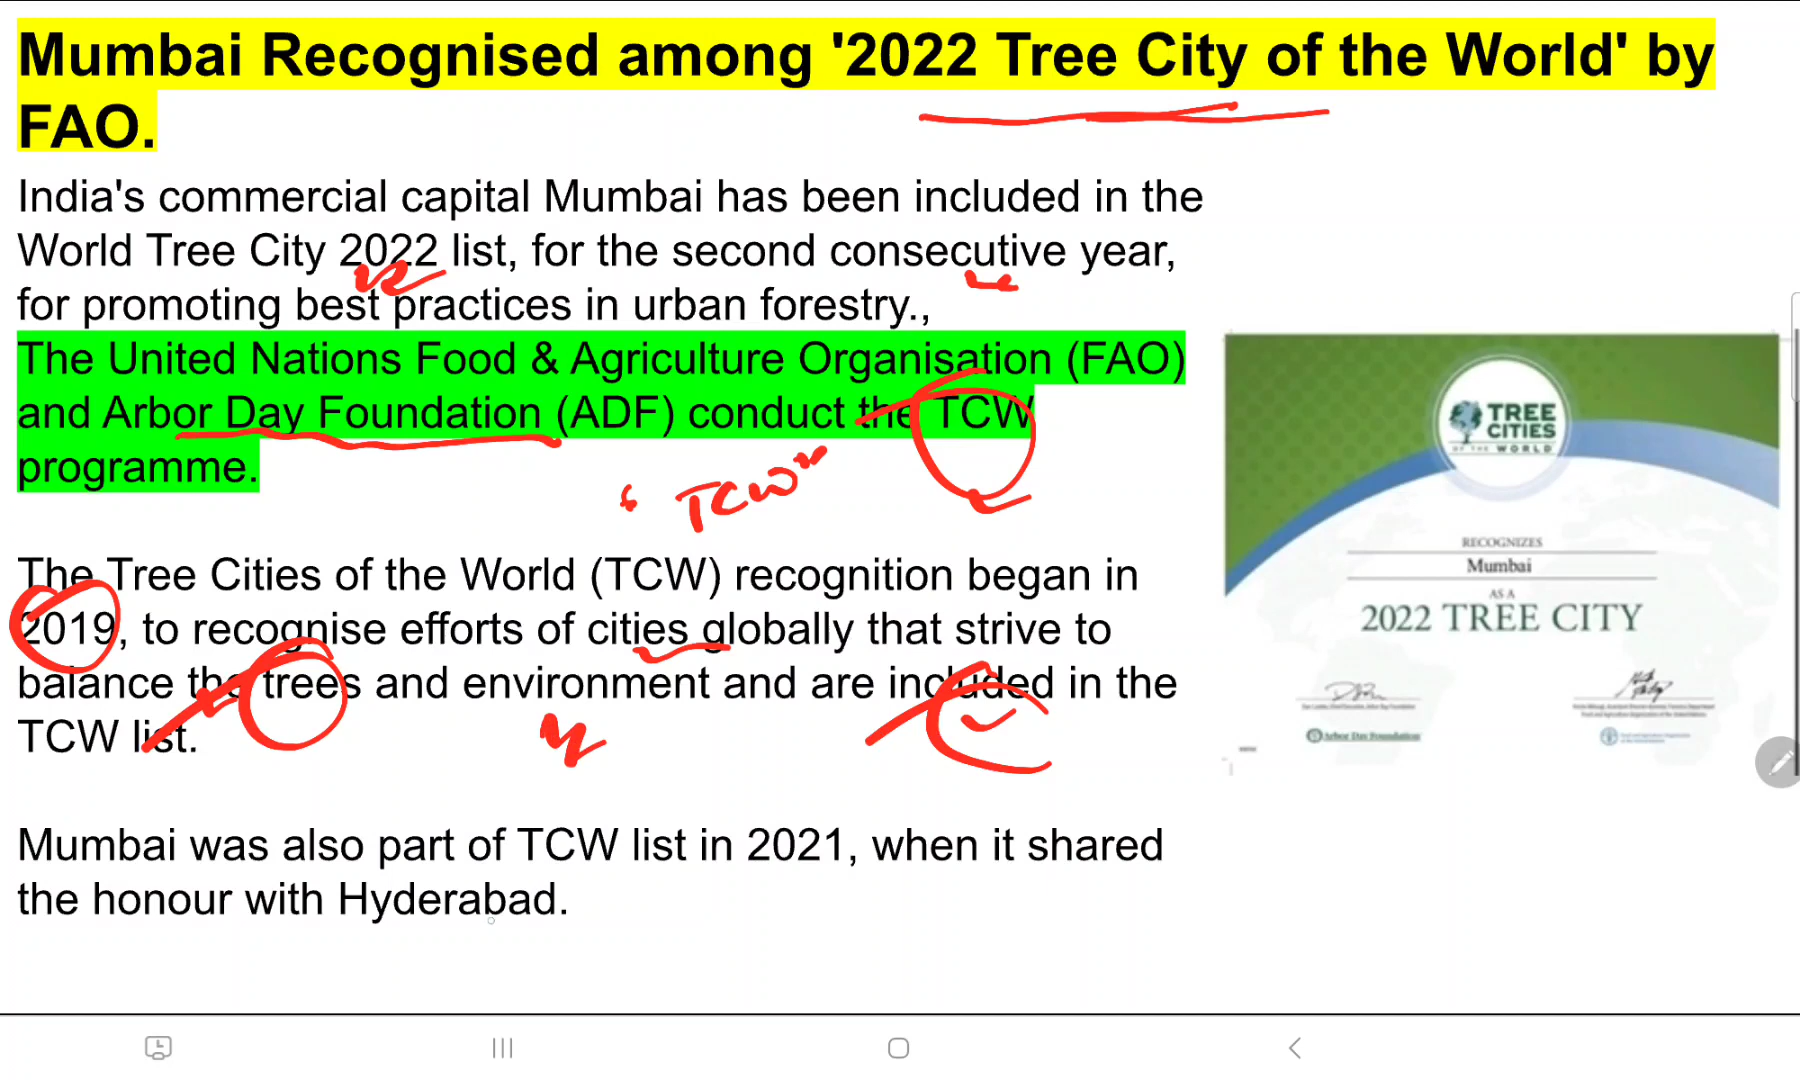 Mumbai Recognised among '2022 Tree City of the World' by
FAO.
India's commercial capital Mumbai has been included in the
World Tree City 2022 list, for the second consecutive year,
for promoting best practices in urban forestry.,
The United Nations Food & Agriculture Organisation (FAO)
and Arbor Day Foundation (ADF) conduct the TCW
programme.
"TCW"
The Tree Cities of the World (TCW) recognition began in
2019, to recognise efforts of cities globally that strive to
balance the trees and environment and are included in the
TCW list.
Mumbai was also part of TCW list in 2021, when it shared
the honour with Hyderabad.
TREE
CITIES
OF THE WORLD
RECOGNIZES
Mumbai
AS A
2022 TREE CITY
Arbor Day Foundation